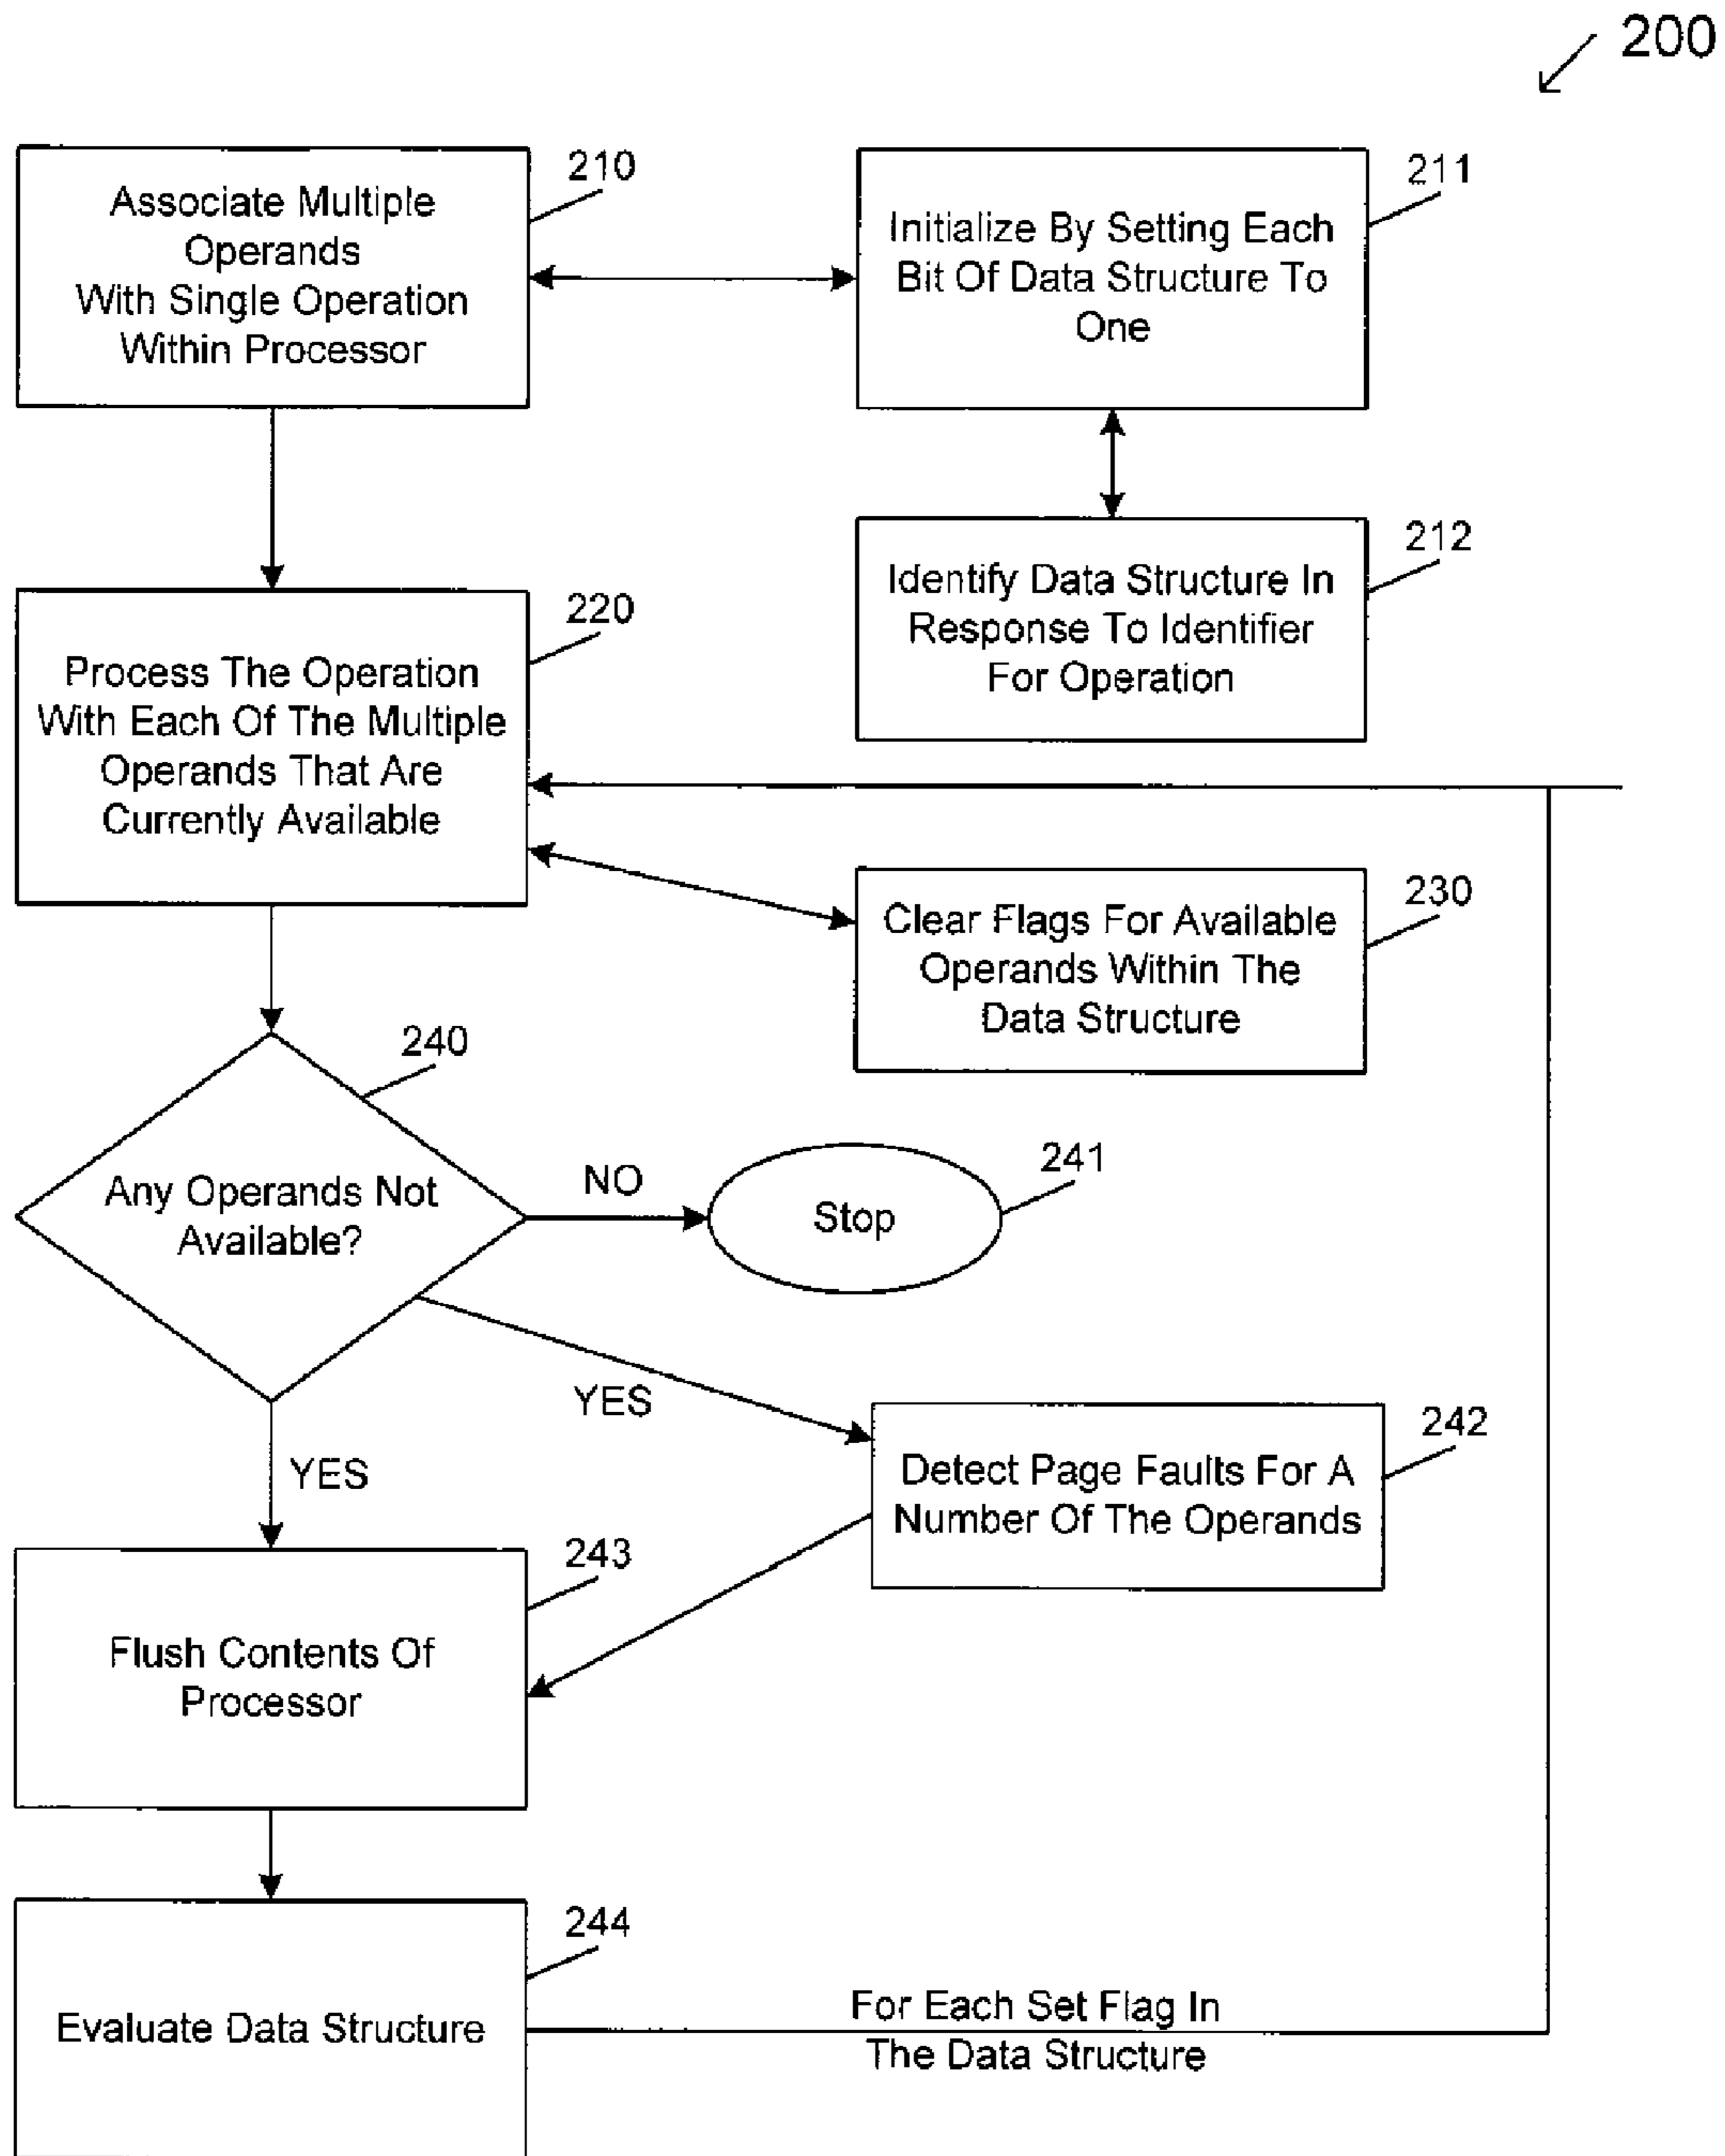 200
210
Associate Multiple
Operands
With Single Operation
Within Processor
211
Initialize By Setting Each
Bit Of Data Structure To
One
212
Identify Data Structure In
Response To Identifier
For Operation
220
Process The Operation
With Each Of The Multiple
Operands That Are
Currently Available
230
Clear Flags For Available
Operands Within The
Data Structure
240
Any Operands Not
Available?
NO
241
Stop
YES
YES
242
Detect Page Faults For A
Number Of The Operands
243
Flush Contents Of
Processor
244
Evaluate Data Structure
For Each Set Flag In
The Data Structure